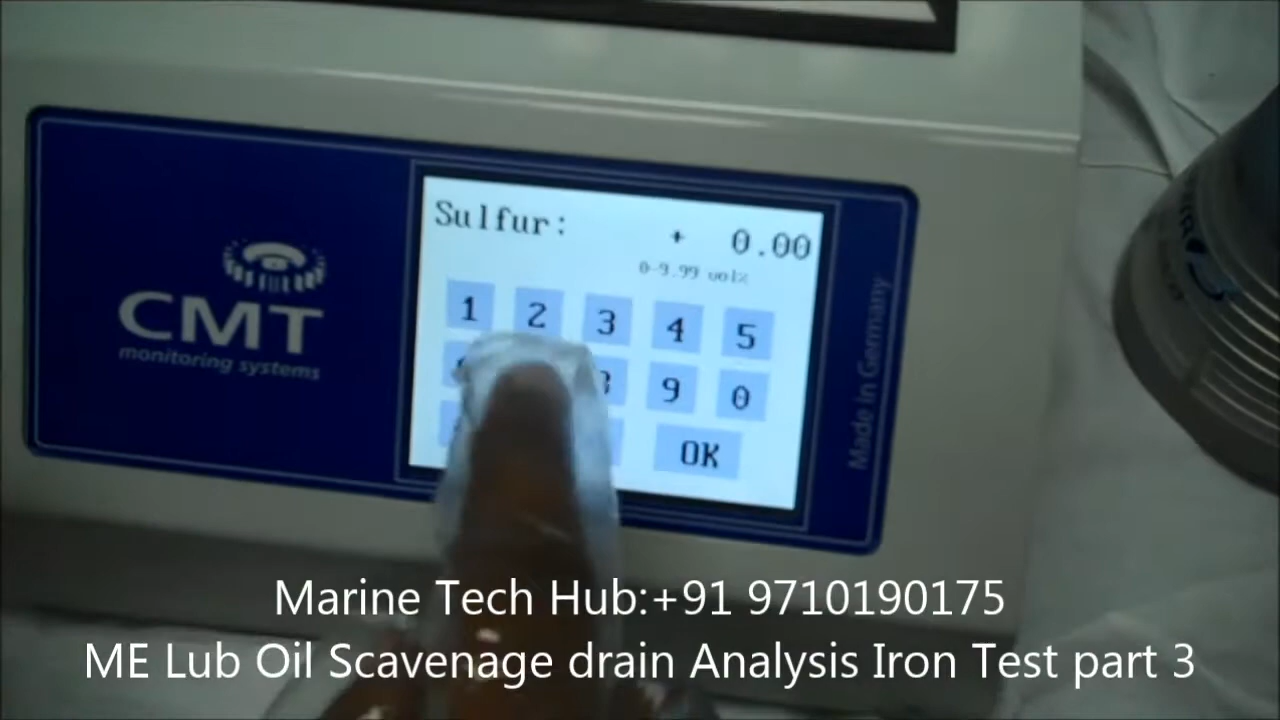 Sulfur:
+ 0.00
0-9.99 vol%
1 2 3 4 5
9 0
OK
CMT
monitoring systems
Made in Germany
Marine Tech Hub:+91 9710190175
ME Lub Oil Scavenage drain Analysis Iron Test part 3